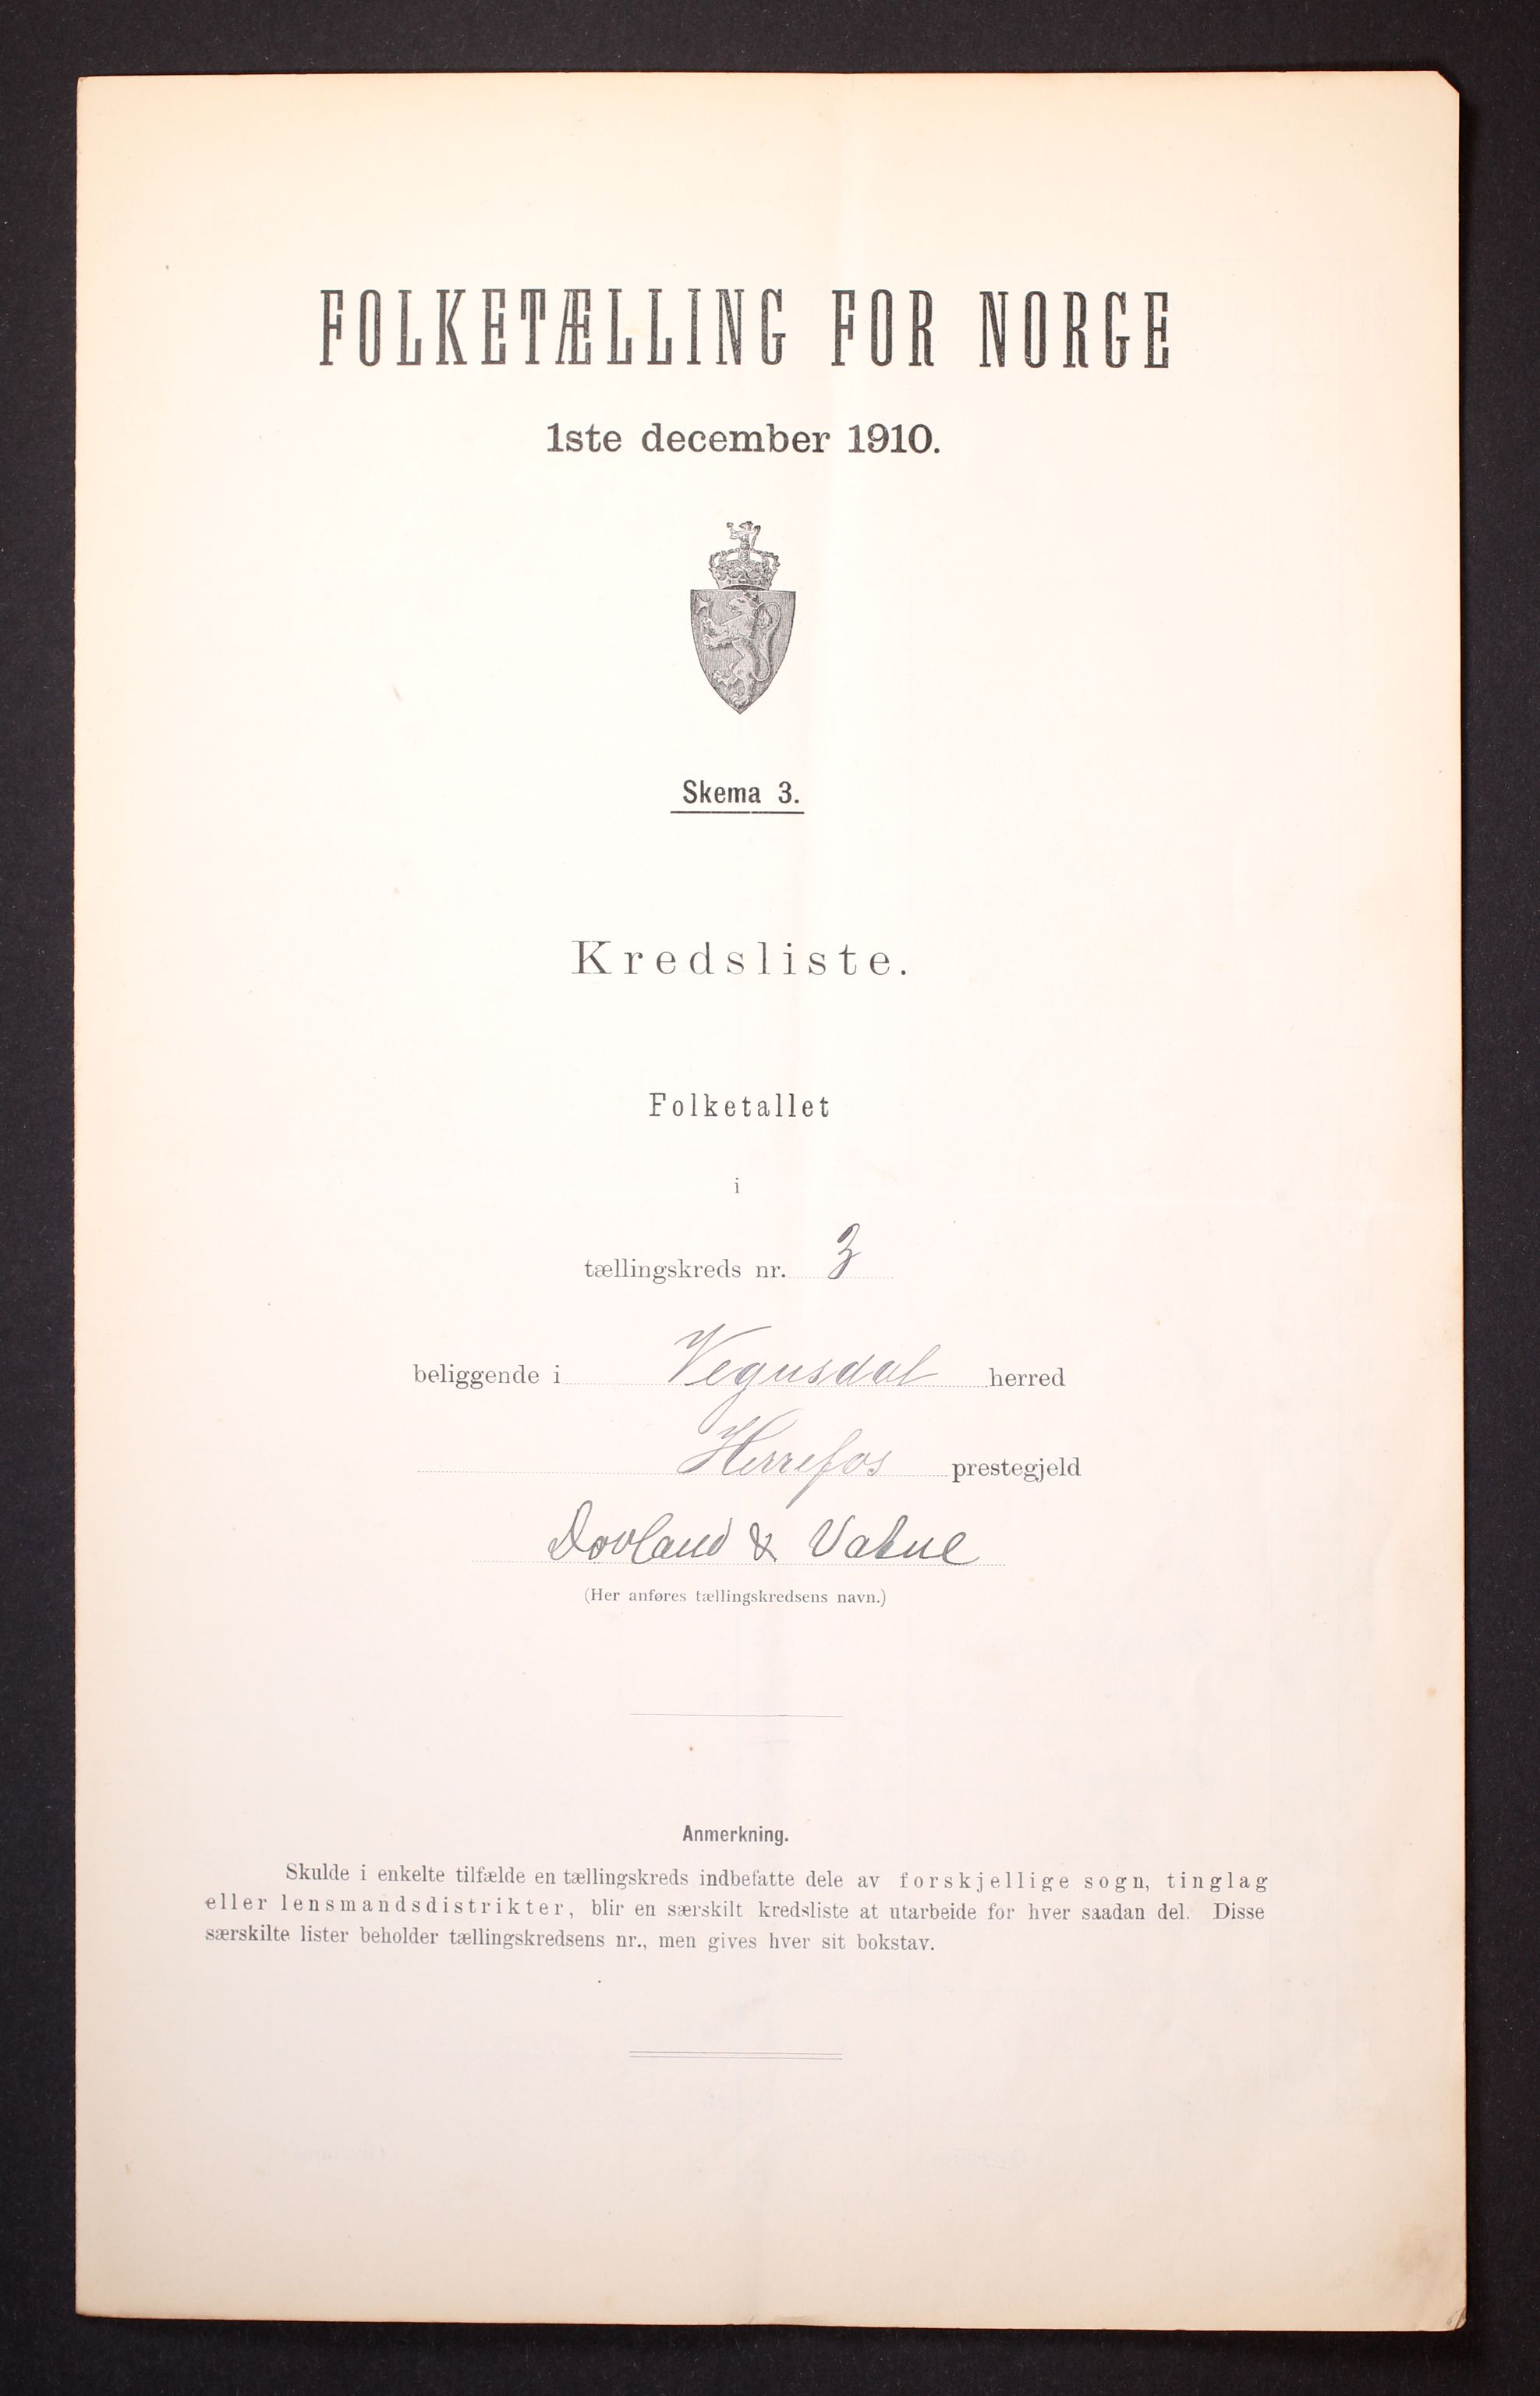 FOLKETÆLLING FOR NORGE
1ste december 1910.
Skema 3.
Kredsliste.
Folketallet
i
tællingskreds nr. 3
beliggende i Vegusdal herred
Herrefos prestegjeld
Dovland & Vatne
(Her anføres tællingskredsens navn.)
Anmerkning.
Skulde i enkelte tilfælde en tællingskreds indbefatte dele av forskjellige sogn, tinglag
eller lensmandsdistrikter, blir en særskilt kredsliste at utarbeide for hver saadan del. Disse
særskilte lister beholder tællingskredsens nr., men gives hver sit bokstav.